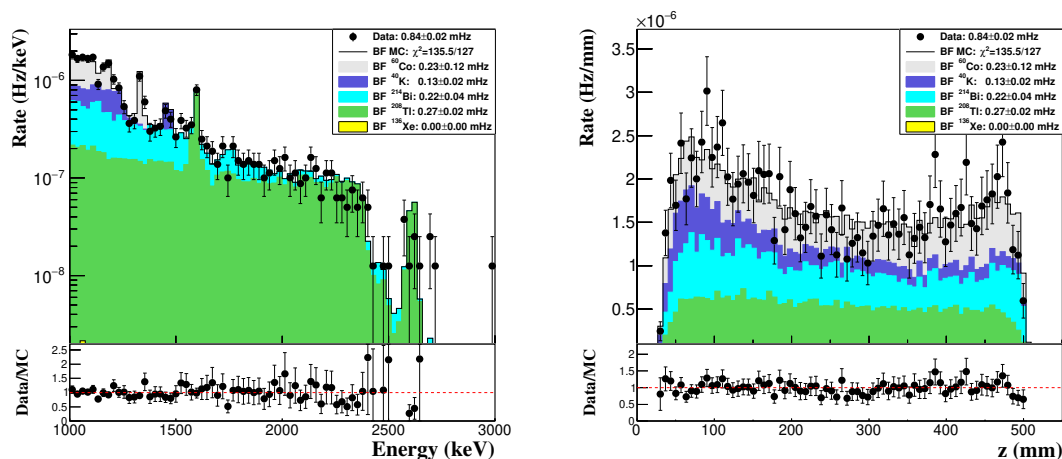 Data: 0.84±0.02 mHz
BF MC: χ²=135.5/127
BF ⁶⁰Co: 0.23±0.12 mHz
BF ⁴⁰K: 0.13±0.02 mHz
BF ²¹⁴Bi: 0.22±0.04 mHz
BF ²⁰⁸Tl: 0.27±0.02 mHz
BF ¹³⁶Xe: 0.00±0.00 mHz
Rate (Hz/keV)
10⁻⁶
10⁻⁷
10⁻⁸
Data/MC
2.5
2
1.5
1
0.5
0
1000 1500 2000 2500 3000
Energy (keV)
×10⁻⁶
Data: 0.84±0.02 mHz
BF MC: χ²=135.5/127
BF ⁶⁰Co: 0.23±0.12 mHz
BF ⁴⁰K: 0.13±0.02 mHz
BF ²¹⁴Bi: 0.22±0.04 mHz
BF ²⁰⁸Tl: 0.27±0.02 mHz
BF ¹³⁶Xe: 0.00±0.00 mHz
Rate (Hz/mm)
3.5
3
2.5
2
1.5
1
0.5
Data/MC
2
1.5
1
0.5
0
0 100 200 300 400 500
z (mm)